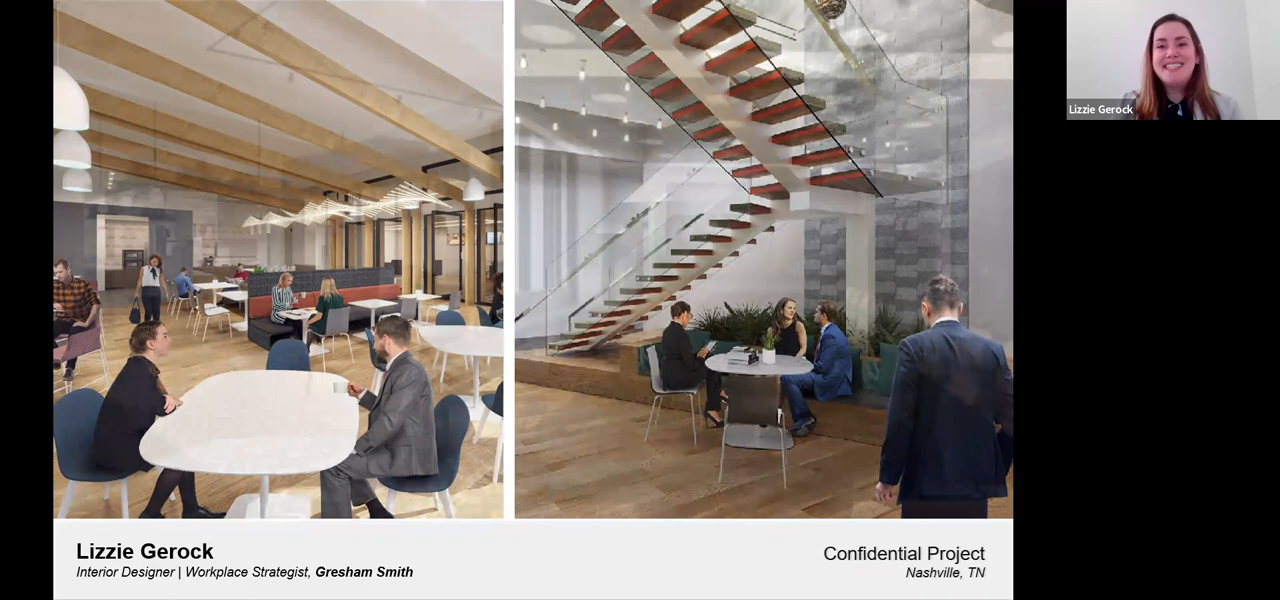 Lizzie Gerock
Lizzie Gerock
Interior Designer | Workplace Strategist, Gresham Smith
Confidential Project
Nashville, TN